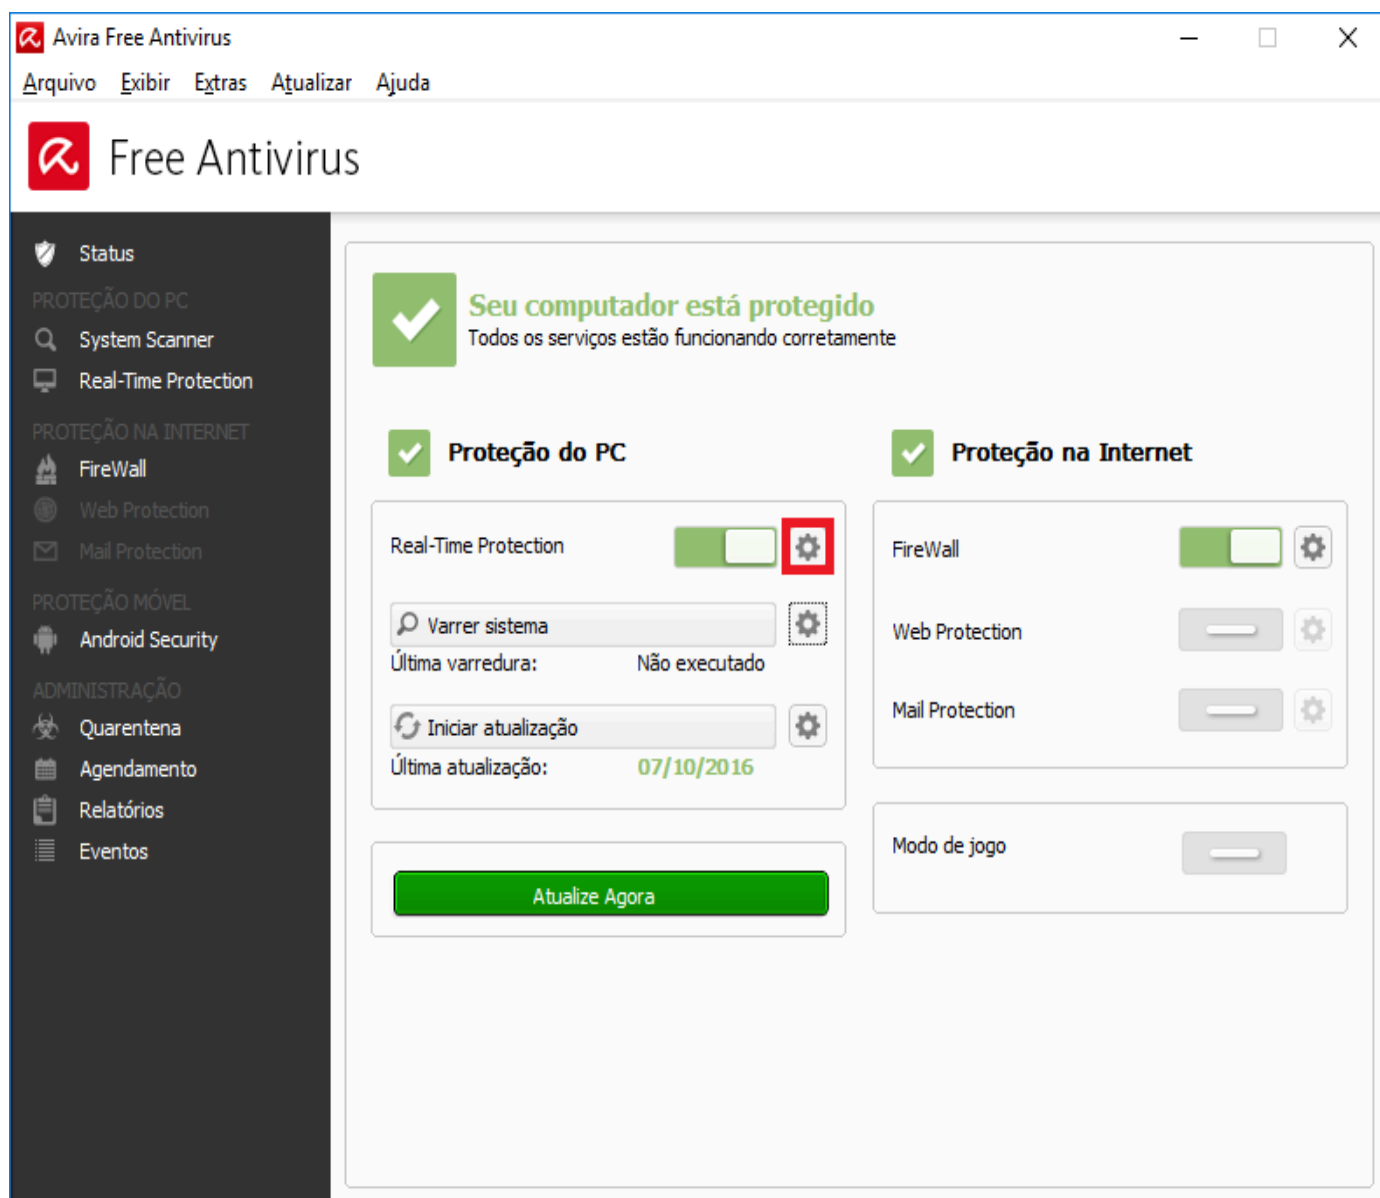 Avira Free Antivirus
Arquivo Exibir Extras Atualizar Ajuda
Free Antivirus
Status
PROTEÇÃO DO PC
System Scanner
Real-Time Protection
PROTEÇÃO NA INTERNET
FireWall
Web Protection
Mail Protection
PROTEÇÃO MÓVEL
Android Security
ADMINISTRAÇÃO
Quarentena
Agendamento
Relatórios
Eventos
Seu computador está protegido
Todos os serviços estão funcionando corretamente
Proteção do PC
Real-Time Protection
Varrer sistema
Última varredura: Não executado
Iniciar atualização
Última atualização: 07/10/2016
Atualize Agora
Proteção na Internet
FireWall
Web Protection
Mail Protection
Modo de jogo